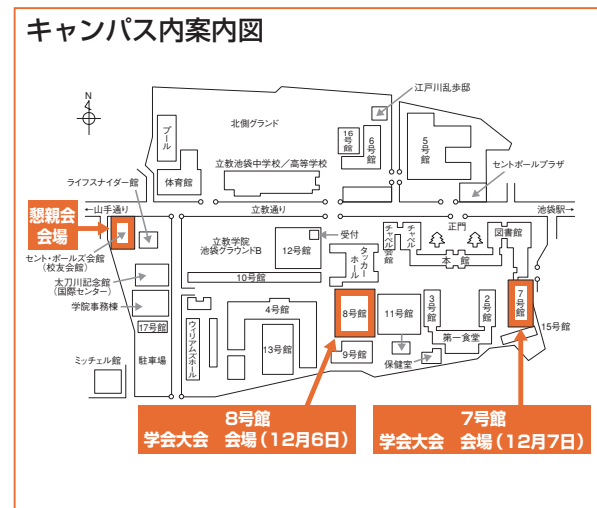 キャンパス内案内図
N
江戸川乱歩邸
北側グランド
プール
16号館
6号館
5号館
立教池袋中学校／高等学校
体育館
セントポールプラザ
ライフスナイダー館
←山手通り
立教通り
池袋駅→
懇親会
会場
受付
正門
立教学院
池袋グラウンドB
12号館
チャペル会館
チャペル
図書館
本館
タッカーホール
セント・ポールズ会館
（校友会館）
太刀川記念館
（国際センター）
10号館
学院事務棟
17号館
4号館
8号館
11号館
3号館
2号館
7号館
15号館
ウィリアムズホール
13号館
9号館
第一食堂
保健室
ミッチェル館
駐車場
8号館
学会大会　会場（12月6日）
7号館
学会大会　会場（12月7日）